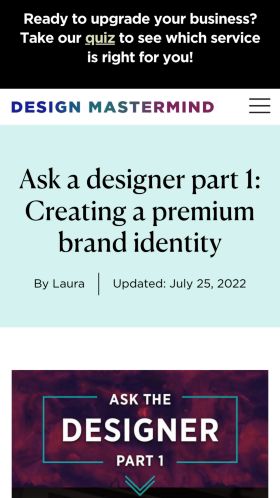 Ready to upgrade your business?
Take our quiz to see which service
is right for you!
DESIGN MASTERMIND
Ask a designer part 1:
Creating a premium
brand identity
By Laura
Updated: July 25, 2022
ASK THE
DESIGNER
PART 1